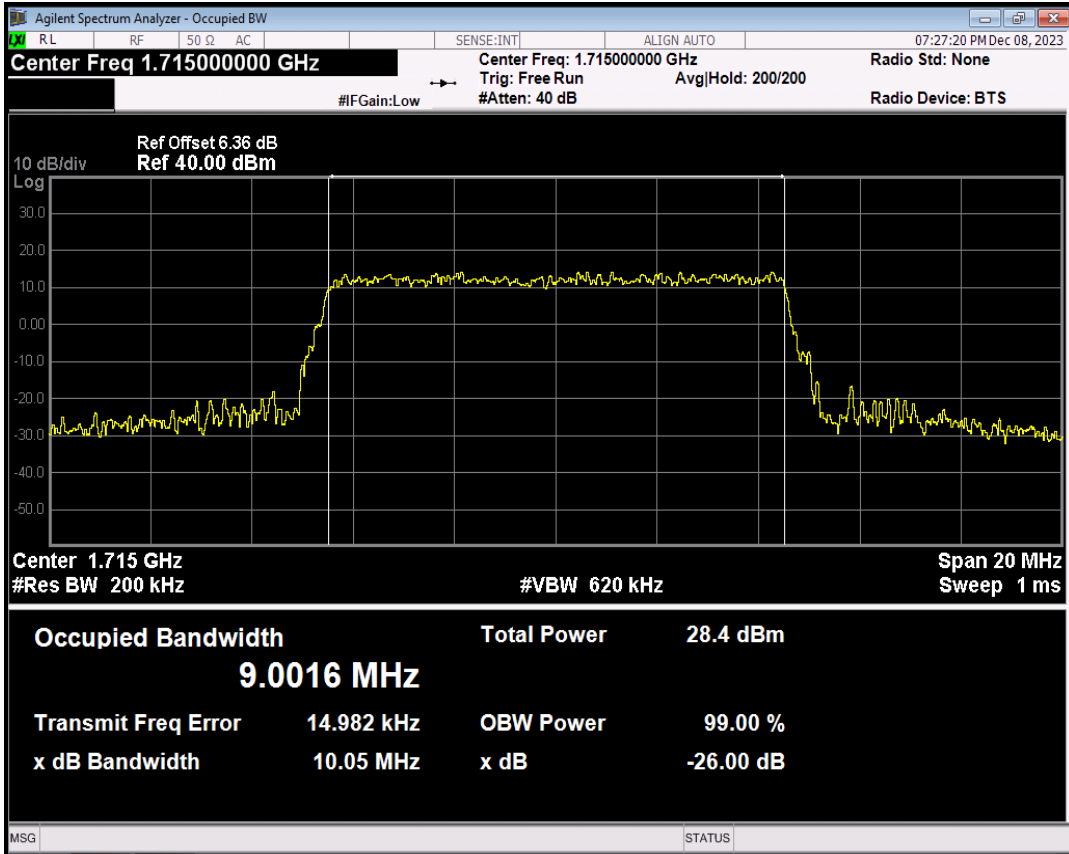 Agilent Spectrum Analyzer - Occupied BW
LXI RL RF 50 Ω AC SENSE:INT ALIGN AUTO 07:27:20 PM Dec 08, 2023
Center Freq 1.715000000 GHz
Center Freq: 1.715000000 GHz
Radio Std: None
Trig: Free Run Avg|Hold: 200/200
#IFGain:Low #Atten: 40 dB Radio Device: BTS
Ref Offset 6.36 dB
10 dB/div Ref 40.00 dBm
Log
30.0
20.0
10.0
0.00
-10.0
-20.0
-30.0
-40.0
-50.0
Center 1.715 GHz Span 20 MHz
#Res BW 200 kHz #VBW 620 kHz Sweep 1 ms
Occupied Bandwidth Total Power 28.4 dBm
9.0016 MHz
Transmit Freq Error 14.982 kHz OBW Power 99.00 %
x dB Bandwidth 10.05 MHz x dB -26.00 dB
MSG STATUS